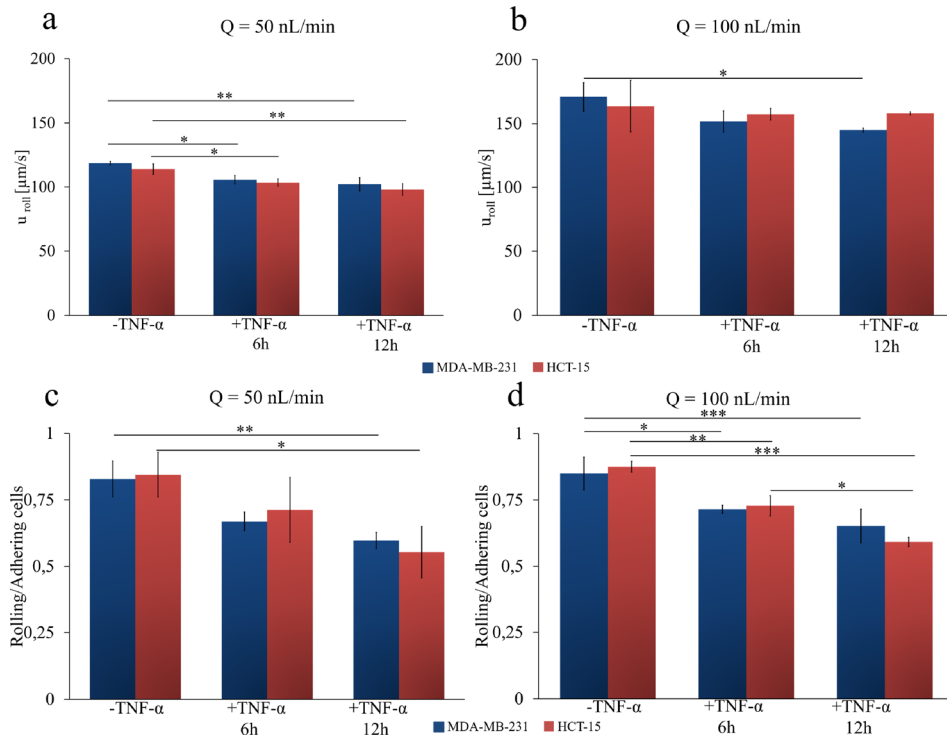 a
Q = 50 nL/min
200
150
100
50
0
u roll [µm/s]
**
**
*
*
-TNF-α
+TNF-α
6h
+TNF-α
12h
b
Q = 100 nL/min
200
150
100
50
0
u roll [µm/s]
*
-TNF-α
+TNF-α
6h
+TNF-α
12h
MDA-MB-231 HCT-15
c
Q = 50 nL/min
1
0,75
0,5
0,25
0
Rolling/Adhering cells
**
*
-TNF-α
+TNF-α
6h
+TNF-α
12h
d
Q = 100 nL/min
1
0,75
0,5
0,25
0
Rolling/Adhering cells
***
*
**
***
*
-TNF-α
+TNF-α
6h
+TNF-α
12h
MDA-MB-231 HCT-15